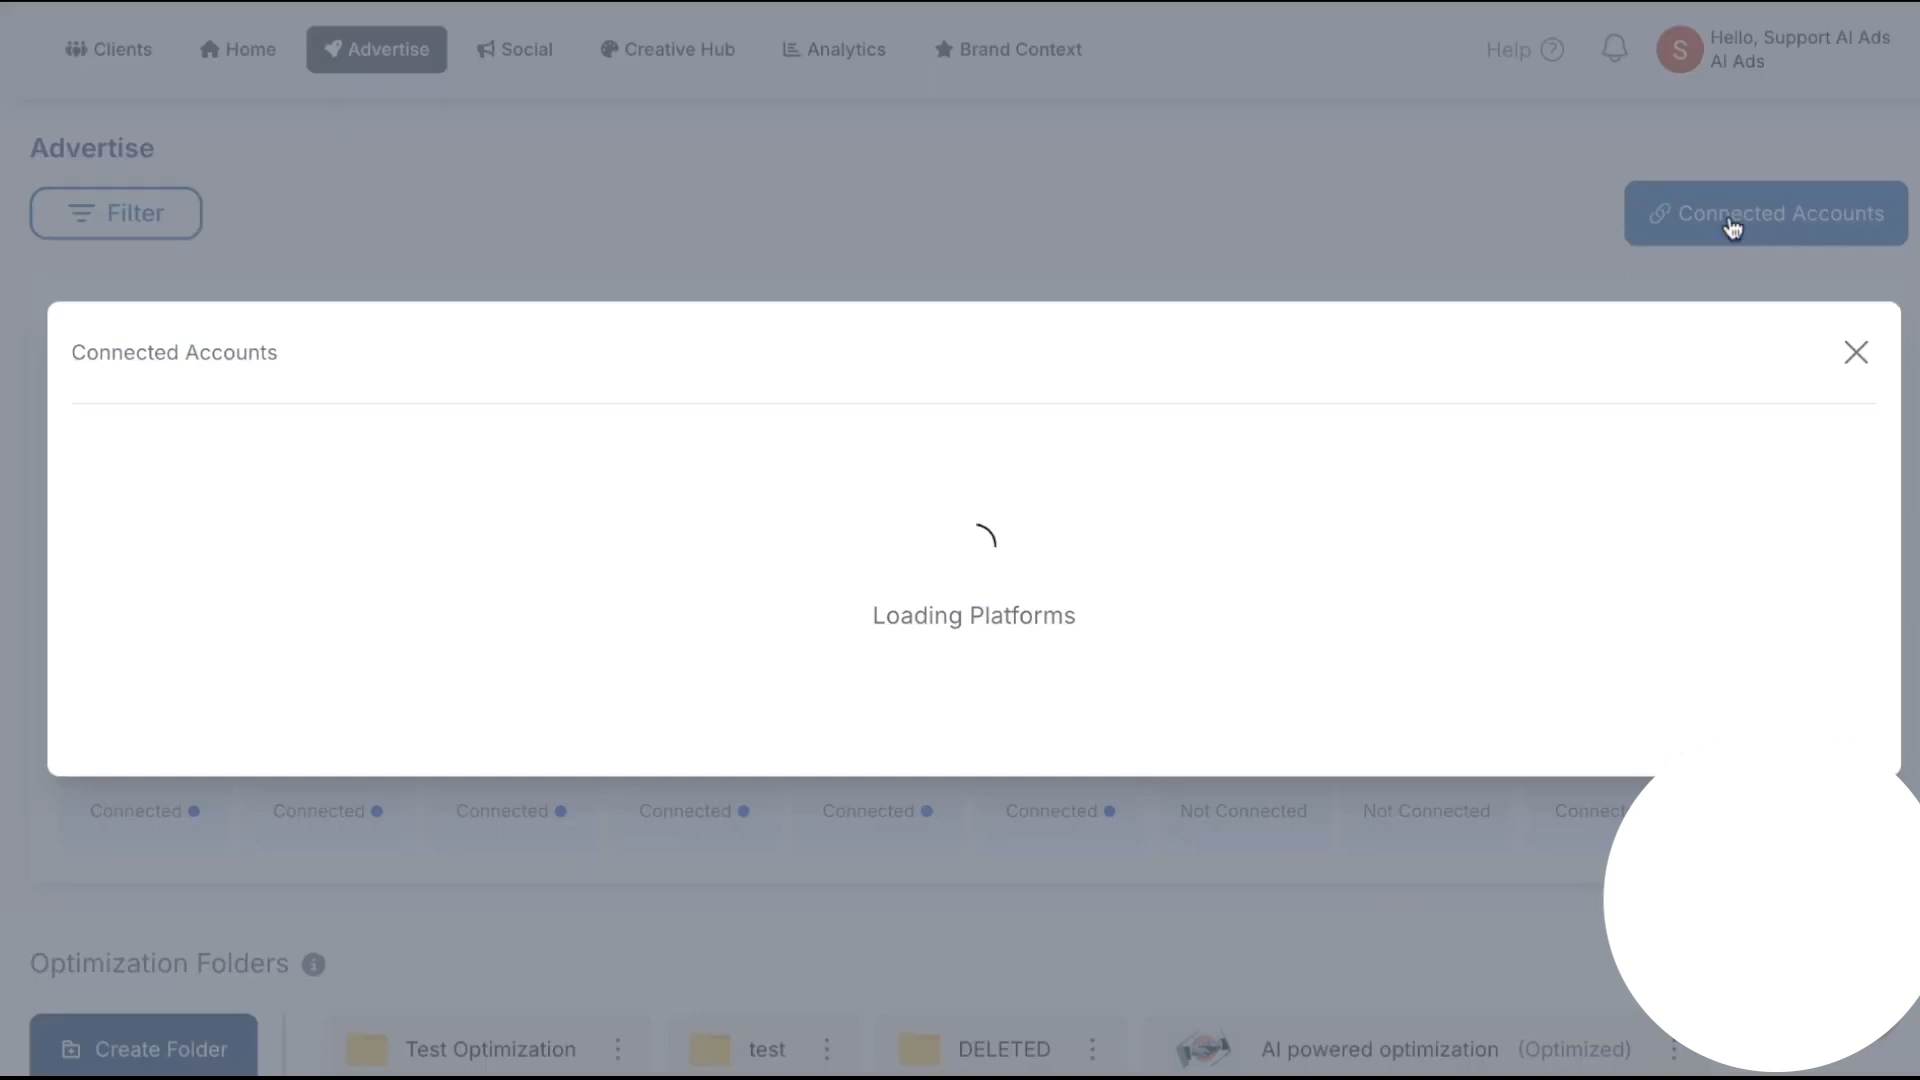 Clients Home Advertise Social Creative Hub Analytics Brand Context Help ? S Hello, Support AI Ads
AI Ads
Advertise
Filter Connected Accounts
Connected Accounts
Loading Platforms
Connected Connected Connected Connected Connected Connected Not Connected Not Connected
Optimization Folders i
Create Folder Test Optimization test DELETED AI powered optimization (Optimized)